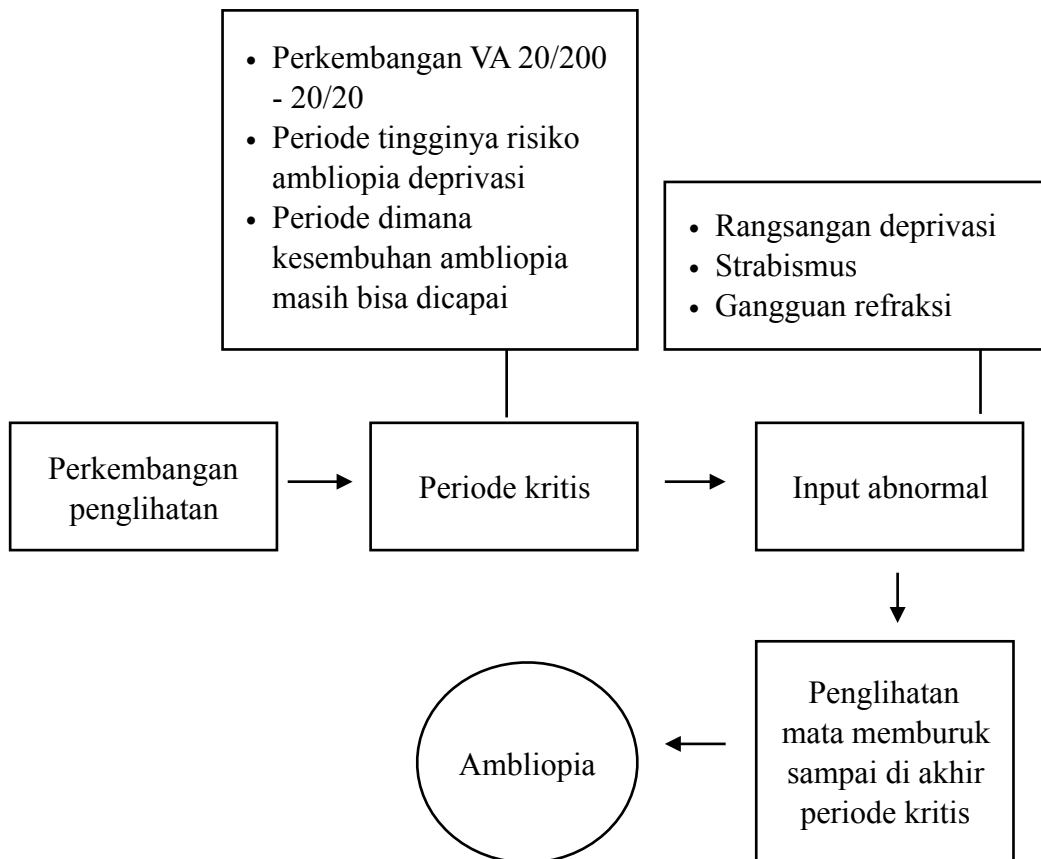 • Perkembangan VA 20/200
- 20/20
• Periode tingginya risiko
ambliopia deprivasi
• Periode dimana
kesembuhan ambliopia
masih bisa dicapai
• Rangsangan deprivasi
• Strabismus
• Gangguan refraksi
Perkembangan
penglihatan
Periode kritis
Input abnormal
Penglihatan
mata memburuk
sampai di akhir
periode kritis
Ambliopia